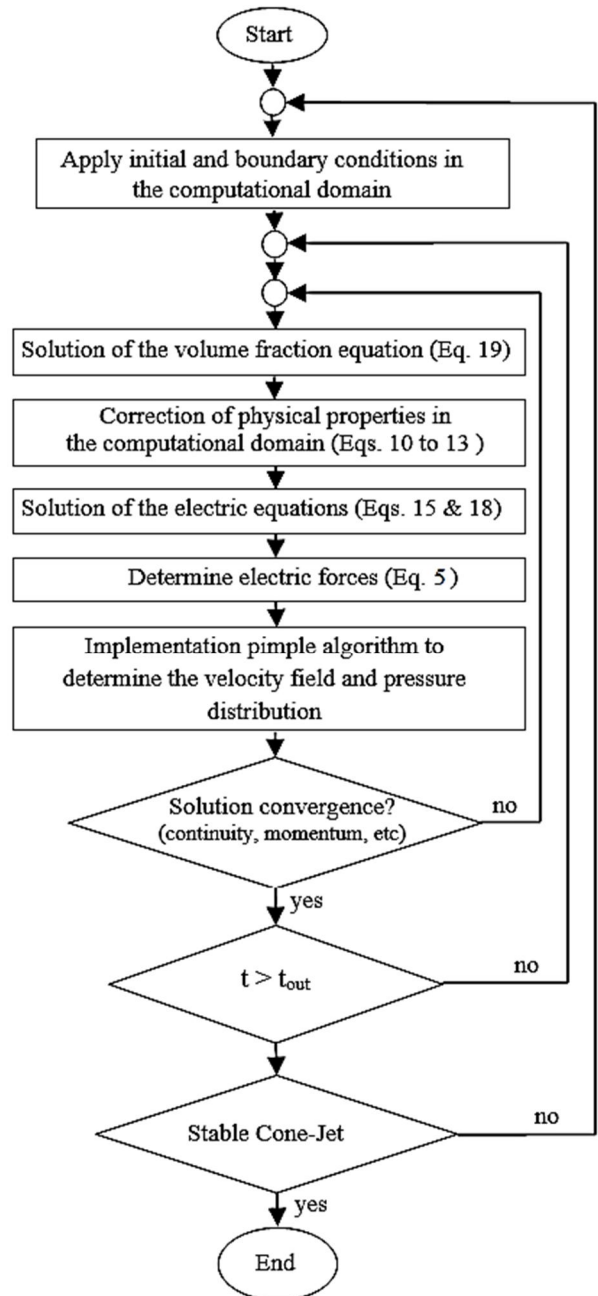 Start
Apply initial and boundary conditions in
the computational domain
Solution of the volume fraction equation (Eq. 19)
Correction of physical properties in
the computational domain (Eqs. 10 to 13 )
Solution of the electric equations (Eqs. 15 & 18)
Determine electric forces (Eq. 5 )
Implementation pimple algorithm to
determine the velocity field and pressure
distribution
Solution convergence?
(continuity, momentum, etc)
no
yes
t > tout
no
Stable Cone-Jet
no
yes
End